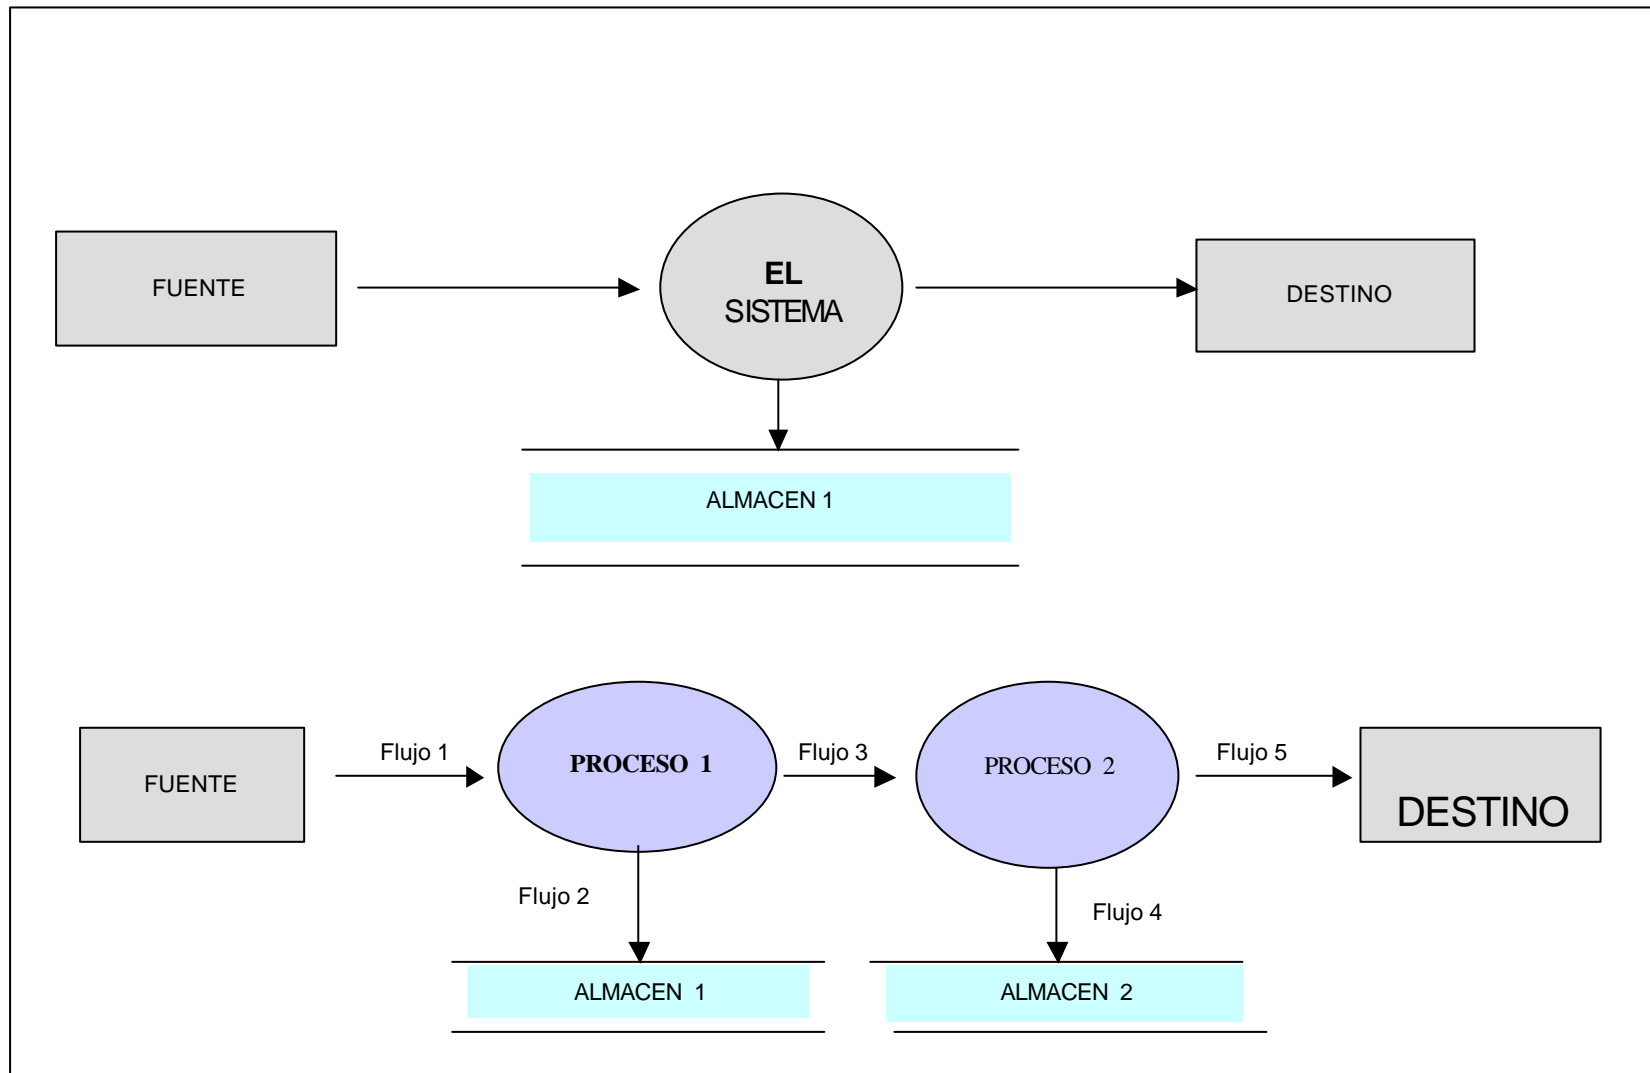 FUENTE
EL
SISTEMA
DESTINO
ALMACEN 1
Flujo 1
PROCESO 1
Flujo 3
PROCESO 2
Flujo 5
FUENTE
DESTINO
Flujo 2
Flujo 4
ALMACEN 1
ALMACEN 2